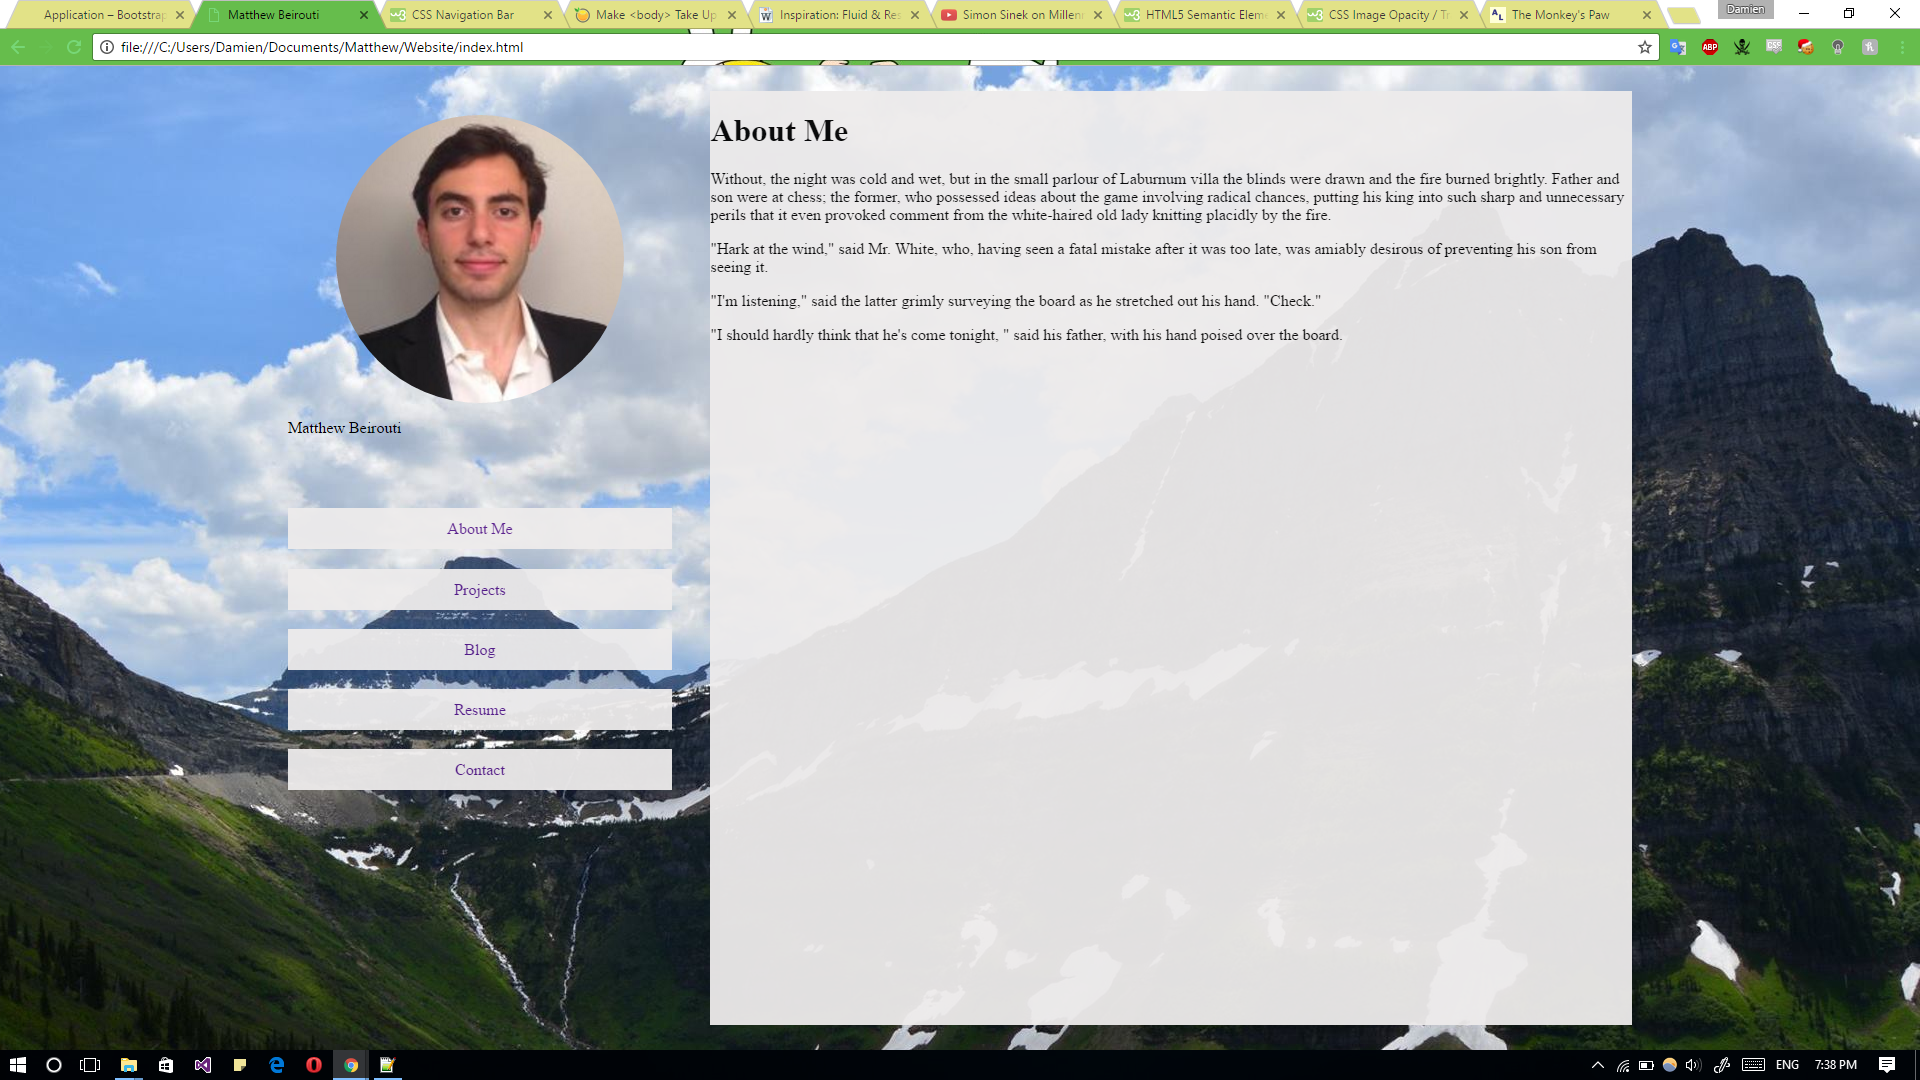 Damien
Application – Bootstrap
Matthew Beirouti
CSS Navigation Bar
Make <body> Take Up
Inspiration: Fluid & Res
Simon Sinek on Millenn
HTML5 Semantic Elem
CSS Image Opacity / Tr
The Monkey's Paw
file:///C:/Users/Damien/Documents/Matthew/Website/index.html
ABP
About Me
Without, the night was cold and wet, but in the small parlour of Laburnum villa the blinds were drawn and the fire burned brightly. Father and
son were at chess; the former, who possessed ideas about the game involving radical chances, putting his king into such sharp and unnecessary
perils that it even provoked comment from the white-haired old lady knitting placidly by the fire.
"Hark at the wind," said Mr. White, who, having seen a fatal mistake after it was too late, was amiably desirous of preventing his son from
seeing it.
"I'm listening," said the latter grimly surveying the board as he stretched out his hand. "Check."
"I should hardly think that he's come tonight, " said his father, with his hand poised over the board.
Matthew Beirouti
About Me
Projects
Blog
Resume
Contact
ENG
7:38 PM